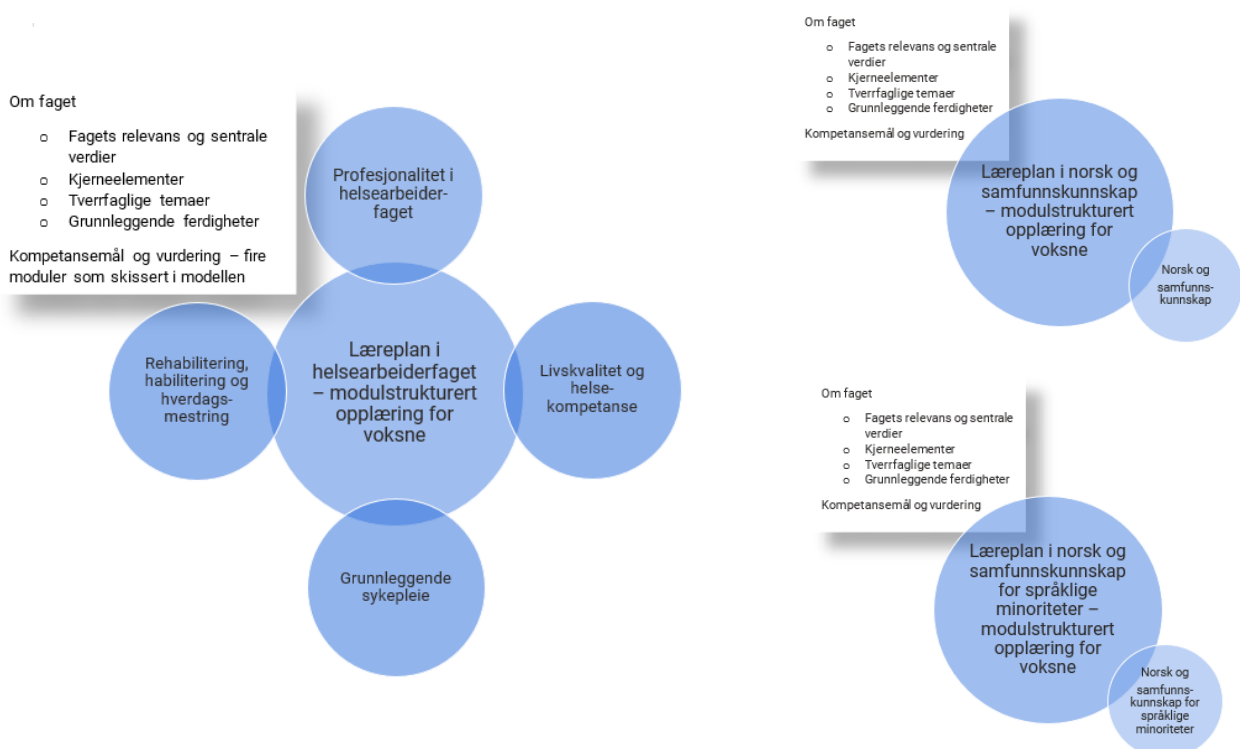 Om faget
o Fagets relevans og sentrale
verdier
o Kjerneelementer
o Tverrfaglige temaer
o Grunnleggende ferdigheter
Kompetansemål og vurdering – fire
moduler som skissert i modellen
Profesjonalitet i
helsearbeider-
faget
Rehabilitering,
habilitering og
hverdags-
mestring
Læreplan i
helsearbeiderfaget
– modulstrukturert
opplæring for
voksne
Livskvalitet og
helse-
kompetanse
Grunnleggende
sykepleie
Om faget
o Fagets relevans og sentrale
verdier
o Kjerneelementer
o Tverrfaglige temaer
o Grunnleggende ferdigheter
Kompetansemål og vurdering
Læreplan i norsk og
samfunnskunnskap
– modulstrukturert
opplæring for
voksne
Norsk og
samfunns-
kunnskap
Om faget
o Fagets relevans og sentrale
verdier
o Kjerneelementer
o Tverrfaglige temaer
o Grunnleggende ferdigheter
Kompetansemål og vurdering
Læreplan i norsk og
samfunnskunnskap
for språklige
minoriteter –
modulstrukturert
opplæring for
voksne
Norsk og
samfunns-
kunnskap for
språklige
minoriteter